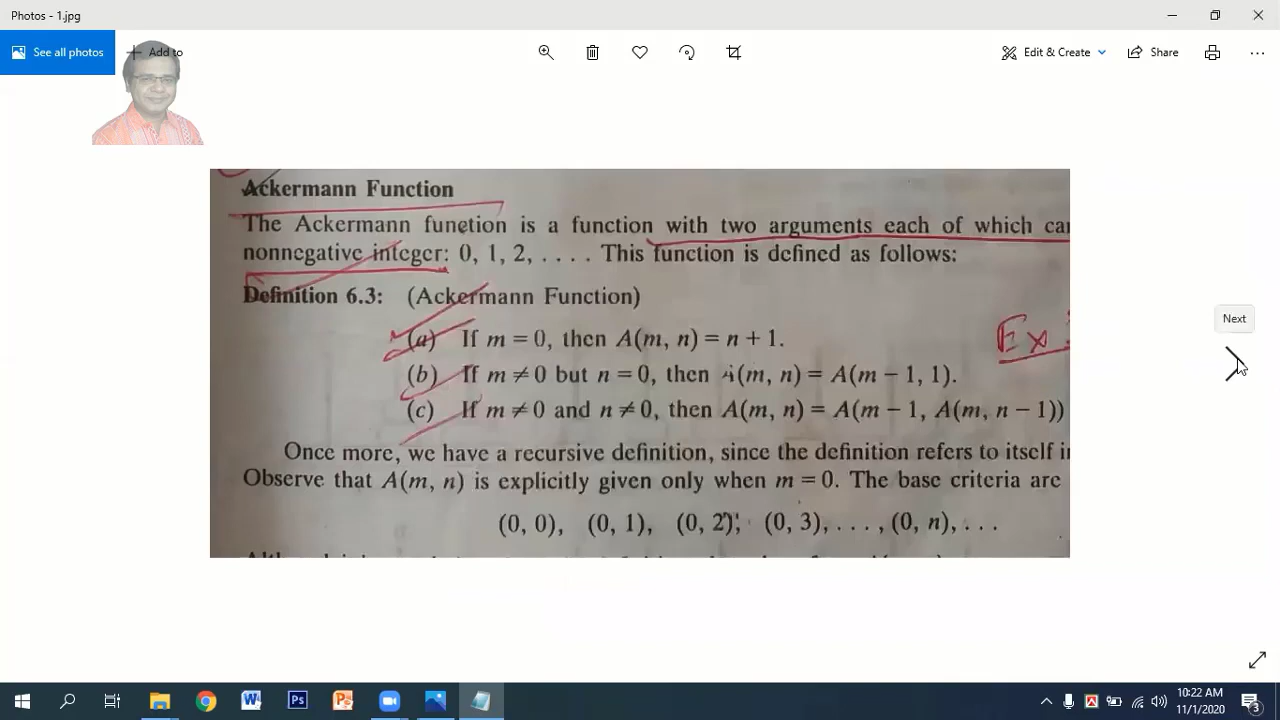 Photos - 1.jpg
See all photos
Add to
Edit & Create
Share
Ackermann Function
The Ackermann function is a function with two arguments each of which
nonnegative integer: 0, 1, 2, . . . . This function is defined as follows:
Definition 6.3: (Ackermann Function)
(a) If m = 0, then A(m, n) = n + 1.
(b) If m ≠ 0 but n = 0, then A(m, n) = A(m − 1, 1).
(c) If m ≠ 0 and n ≠ 0, then A(m, n) = A(m − 1, A(m, n − 1))
Ex
Next
Once more, we have a recursive definition, since the definition refers to itself
Observe that A(m, n) is explicitly given only when m = 0. The base criteria are
(0, 0), (0, 1), (0, 2), (0, 3), . . . , (0, n), . . .
10:22 AM
11/1/2020
3